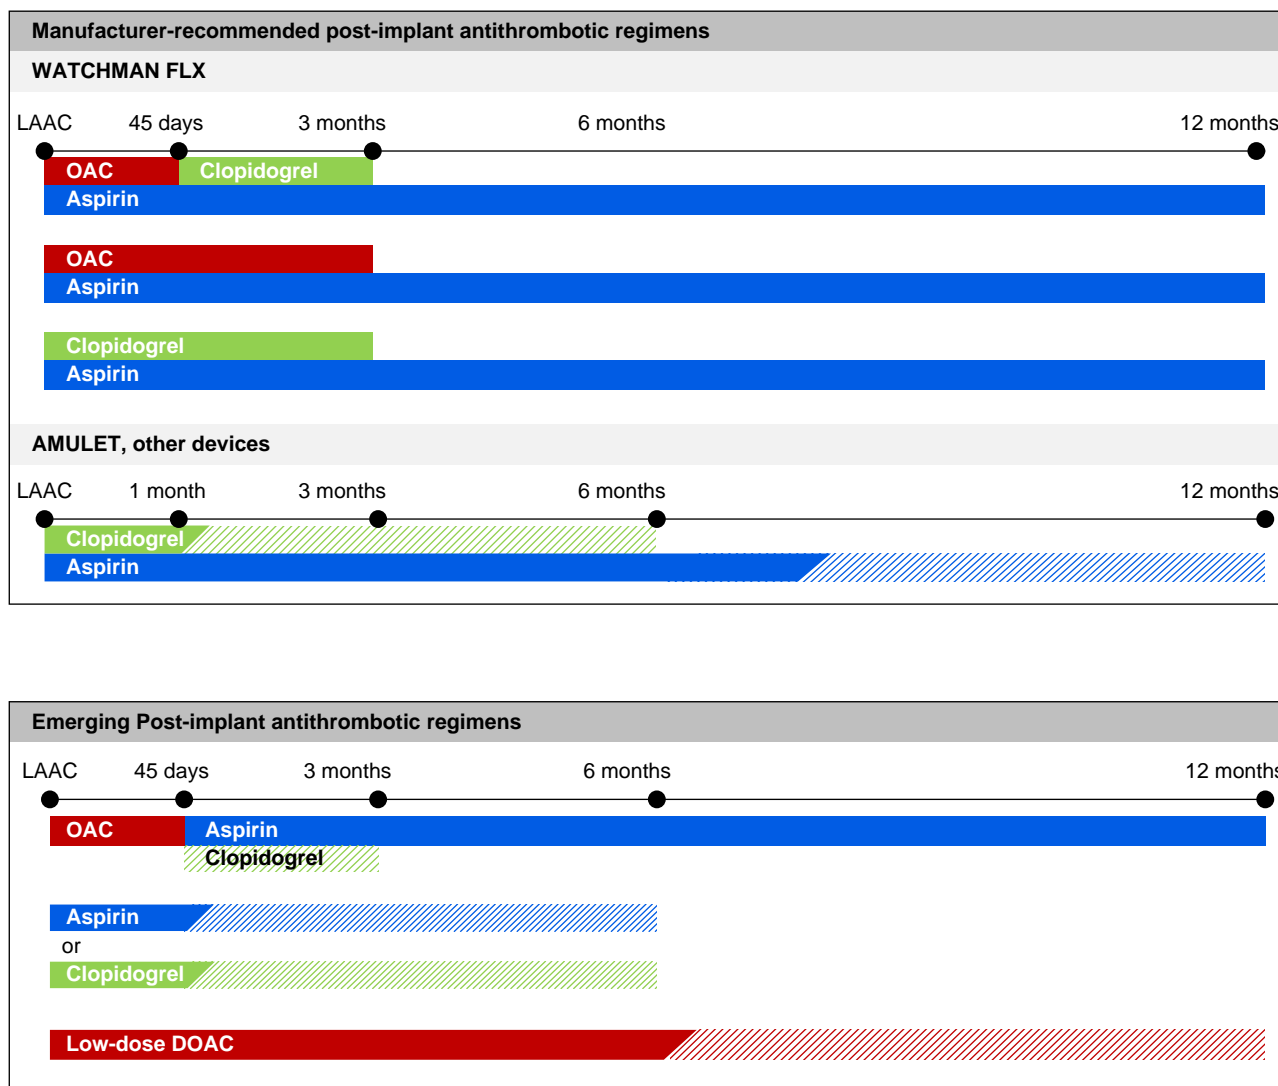 Manufacturer-recommended post-implant antithrombotic regimens
WATCHMAN FLX
LAAC 45 days 3 months 6 months 12 months
OAC Clopidogrel
Aspirin
OAC
Aspirin
Clopidogrel
Aspirin
AMULET, other devices
LAAC 1 month 3 months 6 months 12 months
Clopidogrel
Aspirin
Emerging Post-implant antithrombotic regimens
LAAC 45 days 3 months 6 months 12 months
OAC Aspirin
Clopidogrel
Aspirin
or
Clopidogrel
Low-dose DOAC